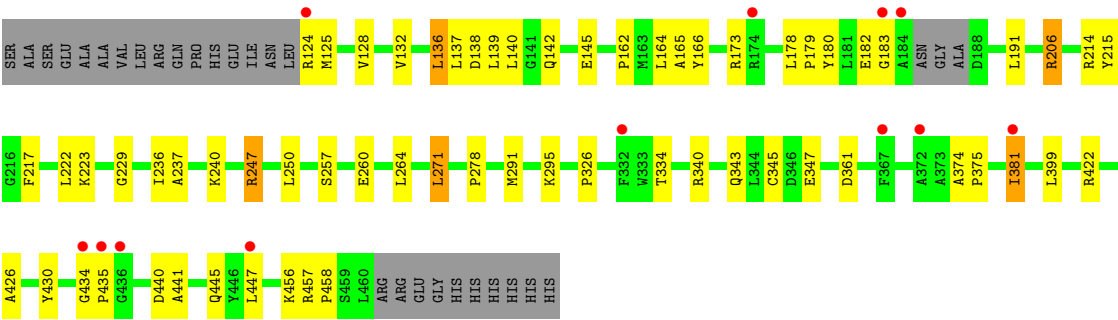 SER ALA SER GLU ALA ALA VAL LEU ARG GLN PRO HIS GLU ILE ASN LEU R124 M125 V128 V132 L136 L137 D138 L139 L140 G141 Q142 E145 P162 M163 L164 A165 Y166 R173 R174 L178 P179 Y180 L181 E182 G183 A184 ASN GLY ALA D188 L191 R206 R214 Y215
G216 F217 L222 K223 G229 I236 A237 K240 R247 L250 S257 E260 L264 L271 P278 M291 K295 P326 F332 W333 T334 R340 Q343 L344 C345 D346 E347 D361 F367 A372 A373 A374 P375 I381 L399 R422
A426 Y430 G434 P435 G436 D440 A441 Q445 Y446 L447 K456 R457 P458 S459 L460 ARG ARG GLU GLY HIS HIS HIS HIS HIS HIS